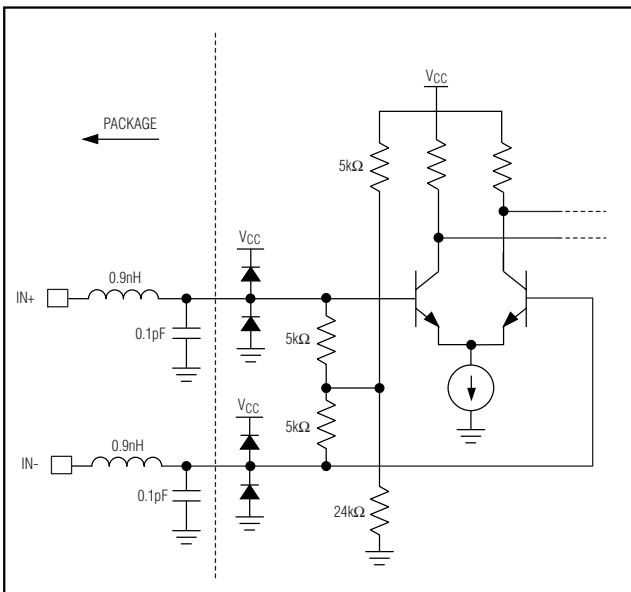 VCC
PACKAGE
5kΩ
VCC
0.9nH
IN+
0.1pF
5kΩ
VCC
5kΩ
0.9nH
IN-
0.1pF
24kΩ